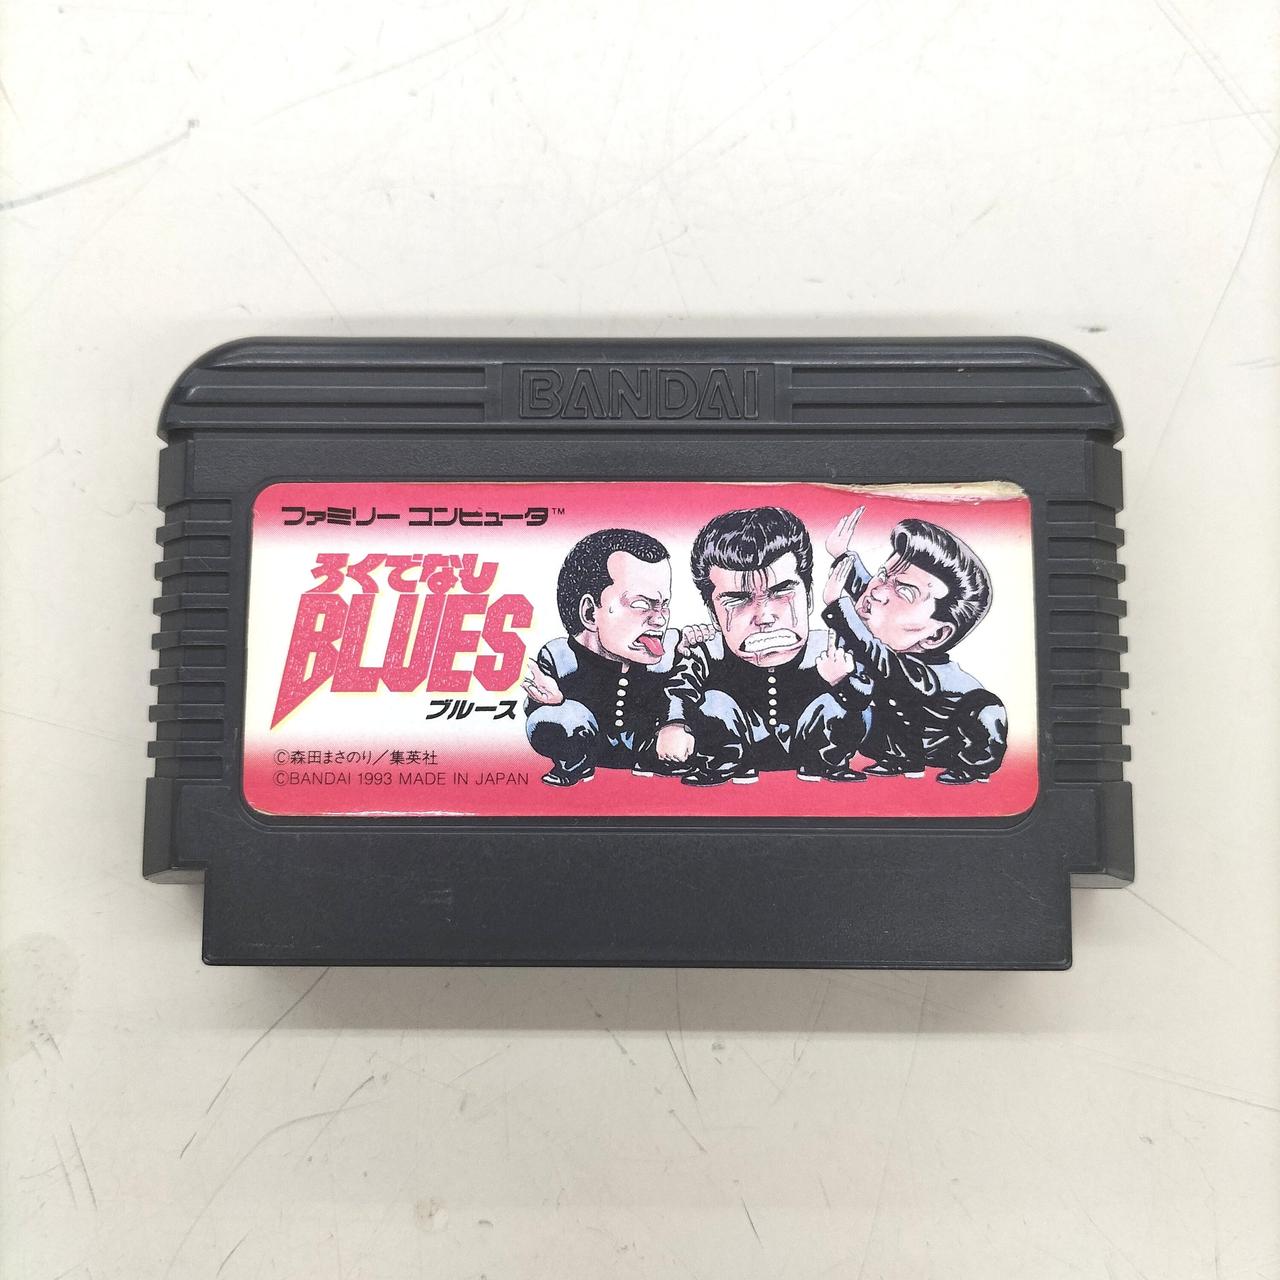 BANDAI
ファミリー コンピュータ™
ろくでなし
BLUES
ブルース
©森田まさのり／集英社
©BANDAI 1993 MADE IN JAPAN